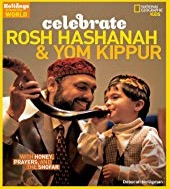 Holidays
AROUND THE
WORLD
NATIONAL
GEOGRAPHIC
KIDS
celebrate
ROSH HASHANAH
& YOM KIPPUR
WITH HONEY,
PRAYERS, AND
THE SHOFAR
Deborah Heiligman